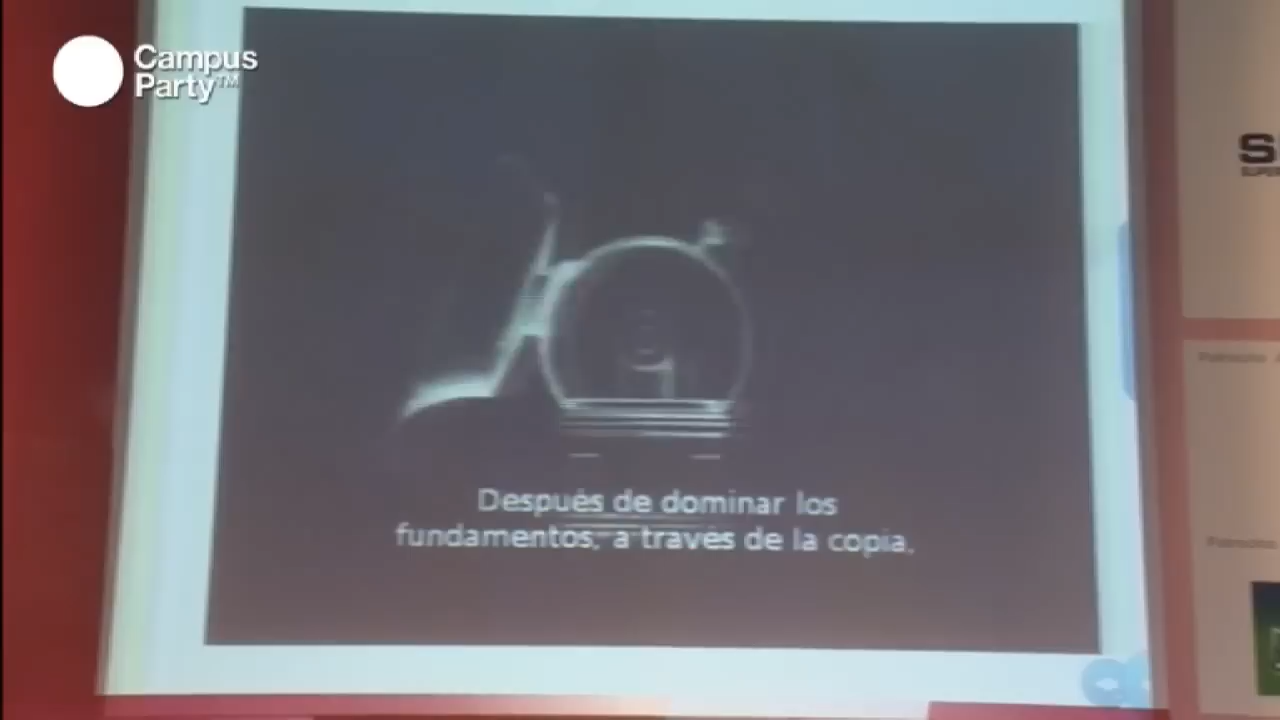 Campus
Party™
Después de dominar los
fundamentos, a través de la copia.